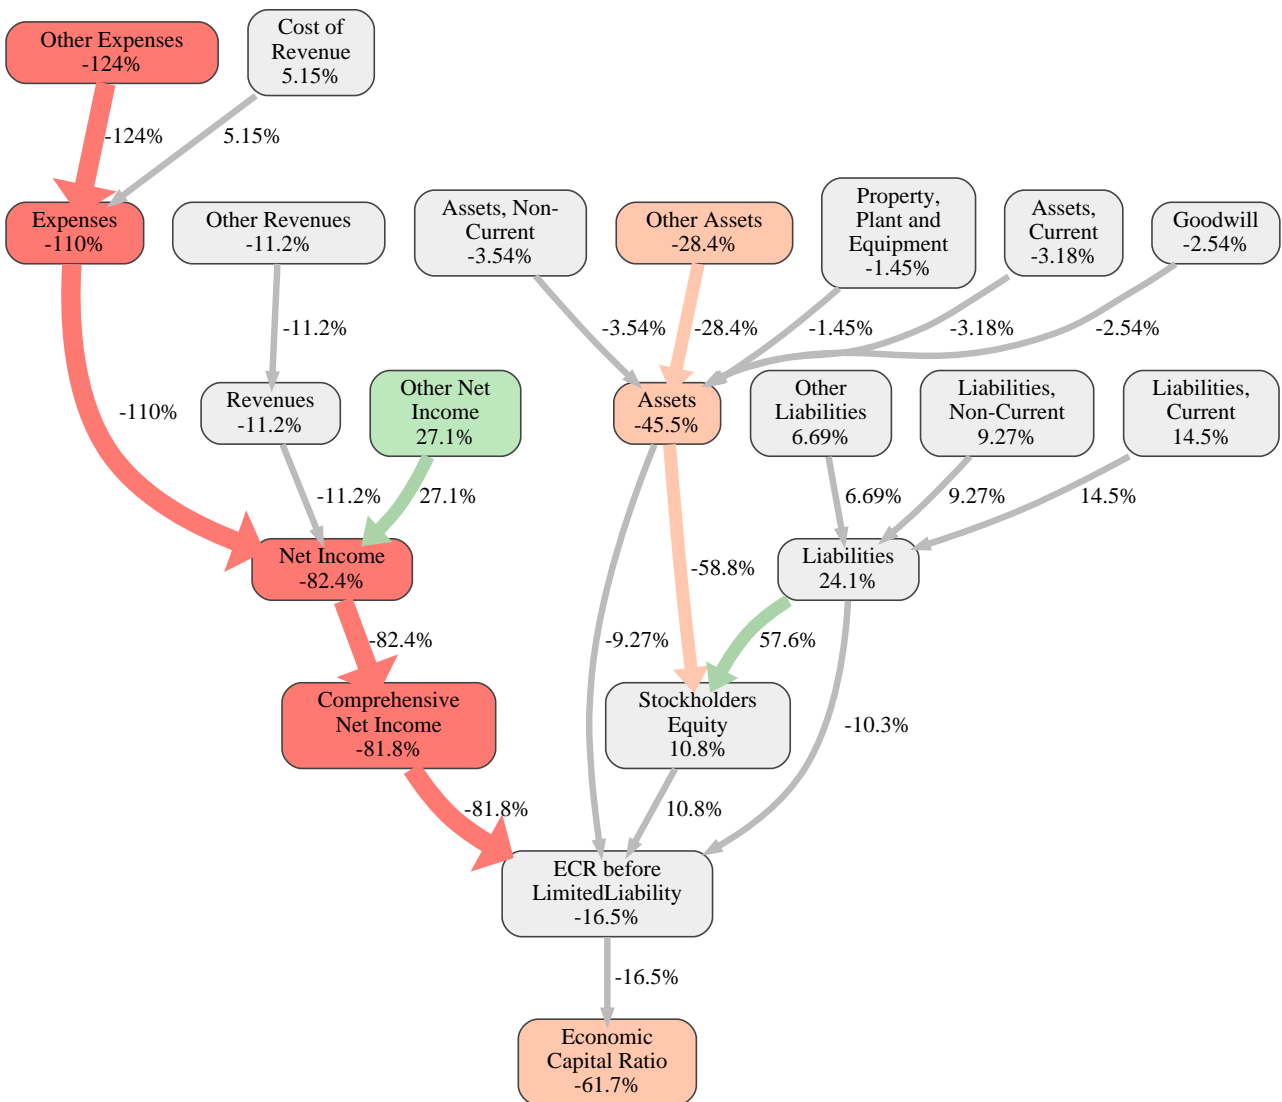 Other Expenses
-124%
Cost of
Revenue
5.15%
-124%
5.15%
Expenses
-110%
Other Revenues
-11.2%
Assets, Non-
Current
-3.54%
Other Assets
-28.4%
Property,
Plant and
Equipment
-1.45%
Assets,
Current
-3.18%
Goodwill
-2.54%
-11.2%
-3.54%
-28.4%
-1.45%
-3.18%
-2.54%
-110%
Revenues
-11.2%
Other Net
Income
27.1%
Assets
-45.5%
Other
Liabilities
6.69%
Liabilities,
Non-Current
9.27%
Liabilities,
Current
14.5%
-11.2%
27.1%
6.69%
9.27%
14.5%
Net Income
-82.4%
-58.8%
Liabilities
24.1%
-82.4%
-9.27%
57.6%
Comprehensive
Net Income
-81.8%
Stockholders
Equity
10.8%
-10.3%
-81.8%
10.8%
ECR before
LimitedLiability
-16.5%
-16.5%
Economic
Capital Ratio
-61.7%